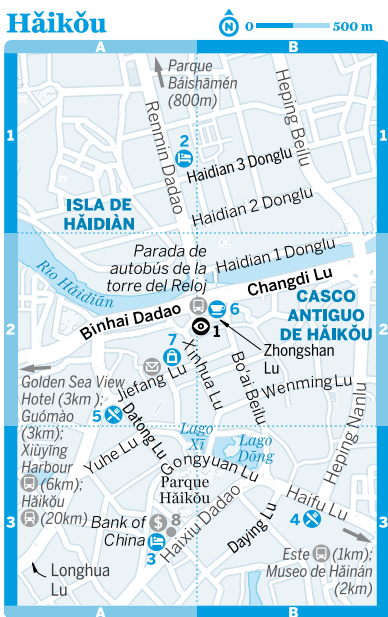 Hǎikǒu
0 500 m
A
B
Parque
Báishāmén
(800m)
Renmin Dadao
Heping Beilu
1
1
2
Haidian 3 Donglu
Haidian 2 Donglu
ISLA DE
HǍIDIÀN
Haidian 1 Donglu
Parada de
autobús de la
torre del Reloj
Río Hǎidiàn
Changdi Lu
6
Binhai Dadao
1
CASCO
ANTIGUO
DE HǍIKǑU
2
2
7
Xinhua Lu
Zhongshan
Lu
Bo'ai Beilu
Jiefang Lu
Wenming Lu
Heping Nanlu
Golden Sea View
Hotel (3km);
Guómào
(3km);
Xiùyīng
Harbour
(6km);
Hǎikǒu
(20km)
5
Datong Lu
Lago
Xī
Lago
Dōng
Yuhe Lu
Gongyuan Lu
Parque
Hǎikǒu
Haifu Lu
3
3
Bank of
China
$
8
3
Haixiu Dadao
Daying Lu
4
Este (1km);
Museo de Hǎinán
(2km)
Longhua
Lu
A
B